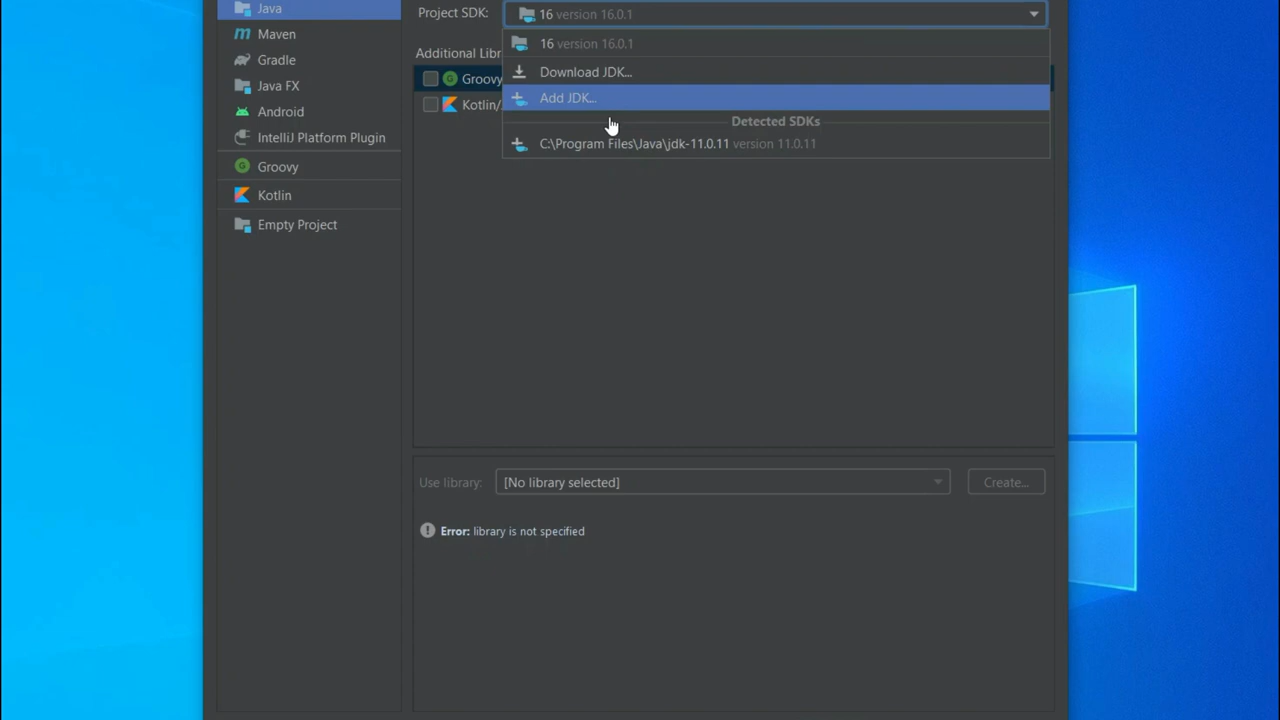 Java
Maven
Gradle
Java FX
Android
IntelliJ Platform Plugin
Groovy
Kotlin
Empty Project
Project SDK:
16 version 16.0.1
16 version 16.0.1
Download JDK...
Add JDK...
Detected SDKs
C:\Program Files\Java\jdk-11.0.11 version 11.0.11
Additional Libr
Groovy
Kotlin/
Use library:
[No library selected]
Create...
Error: library is not specified